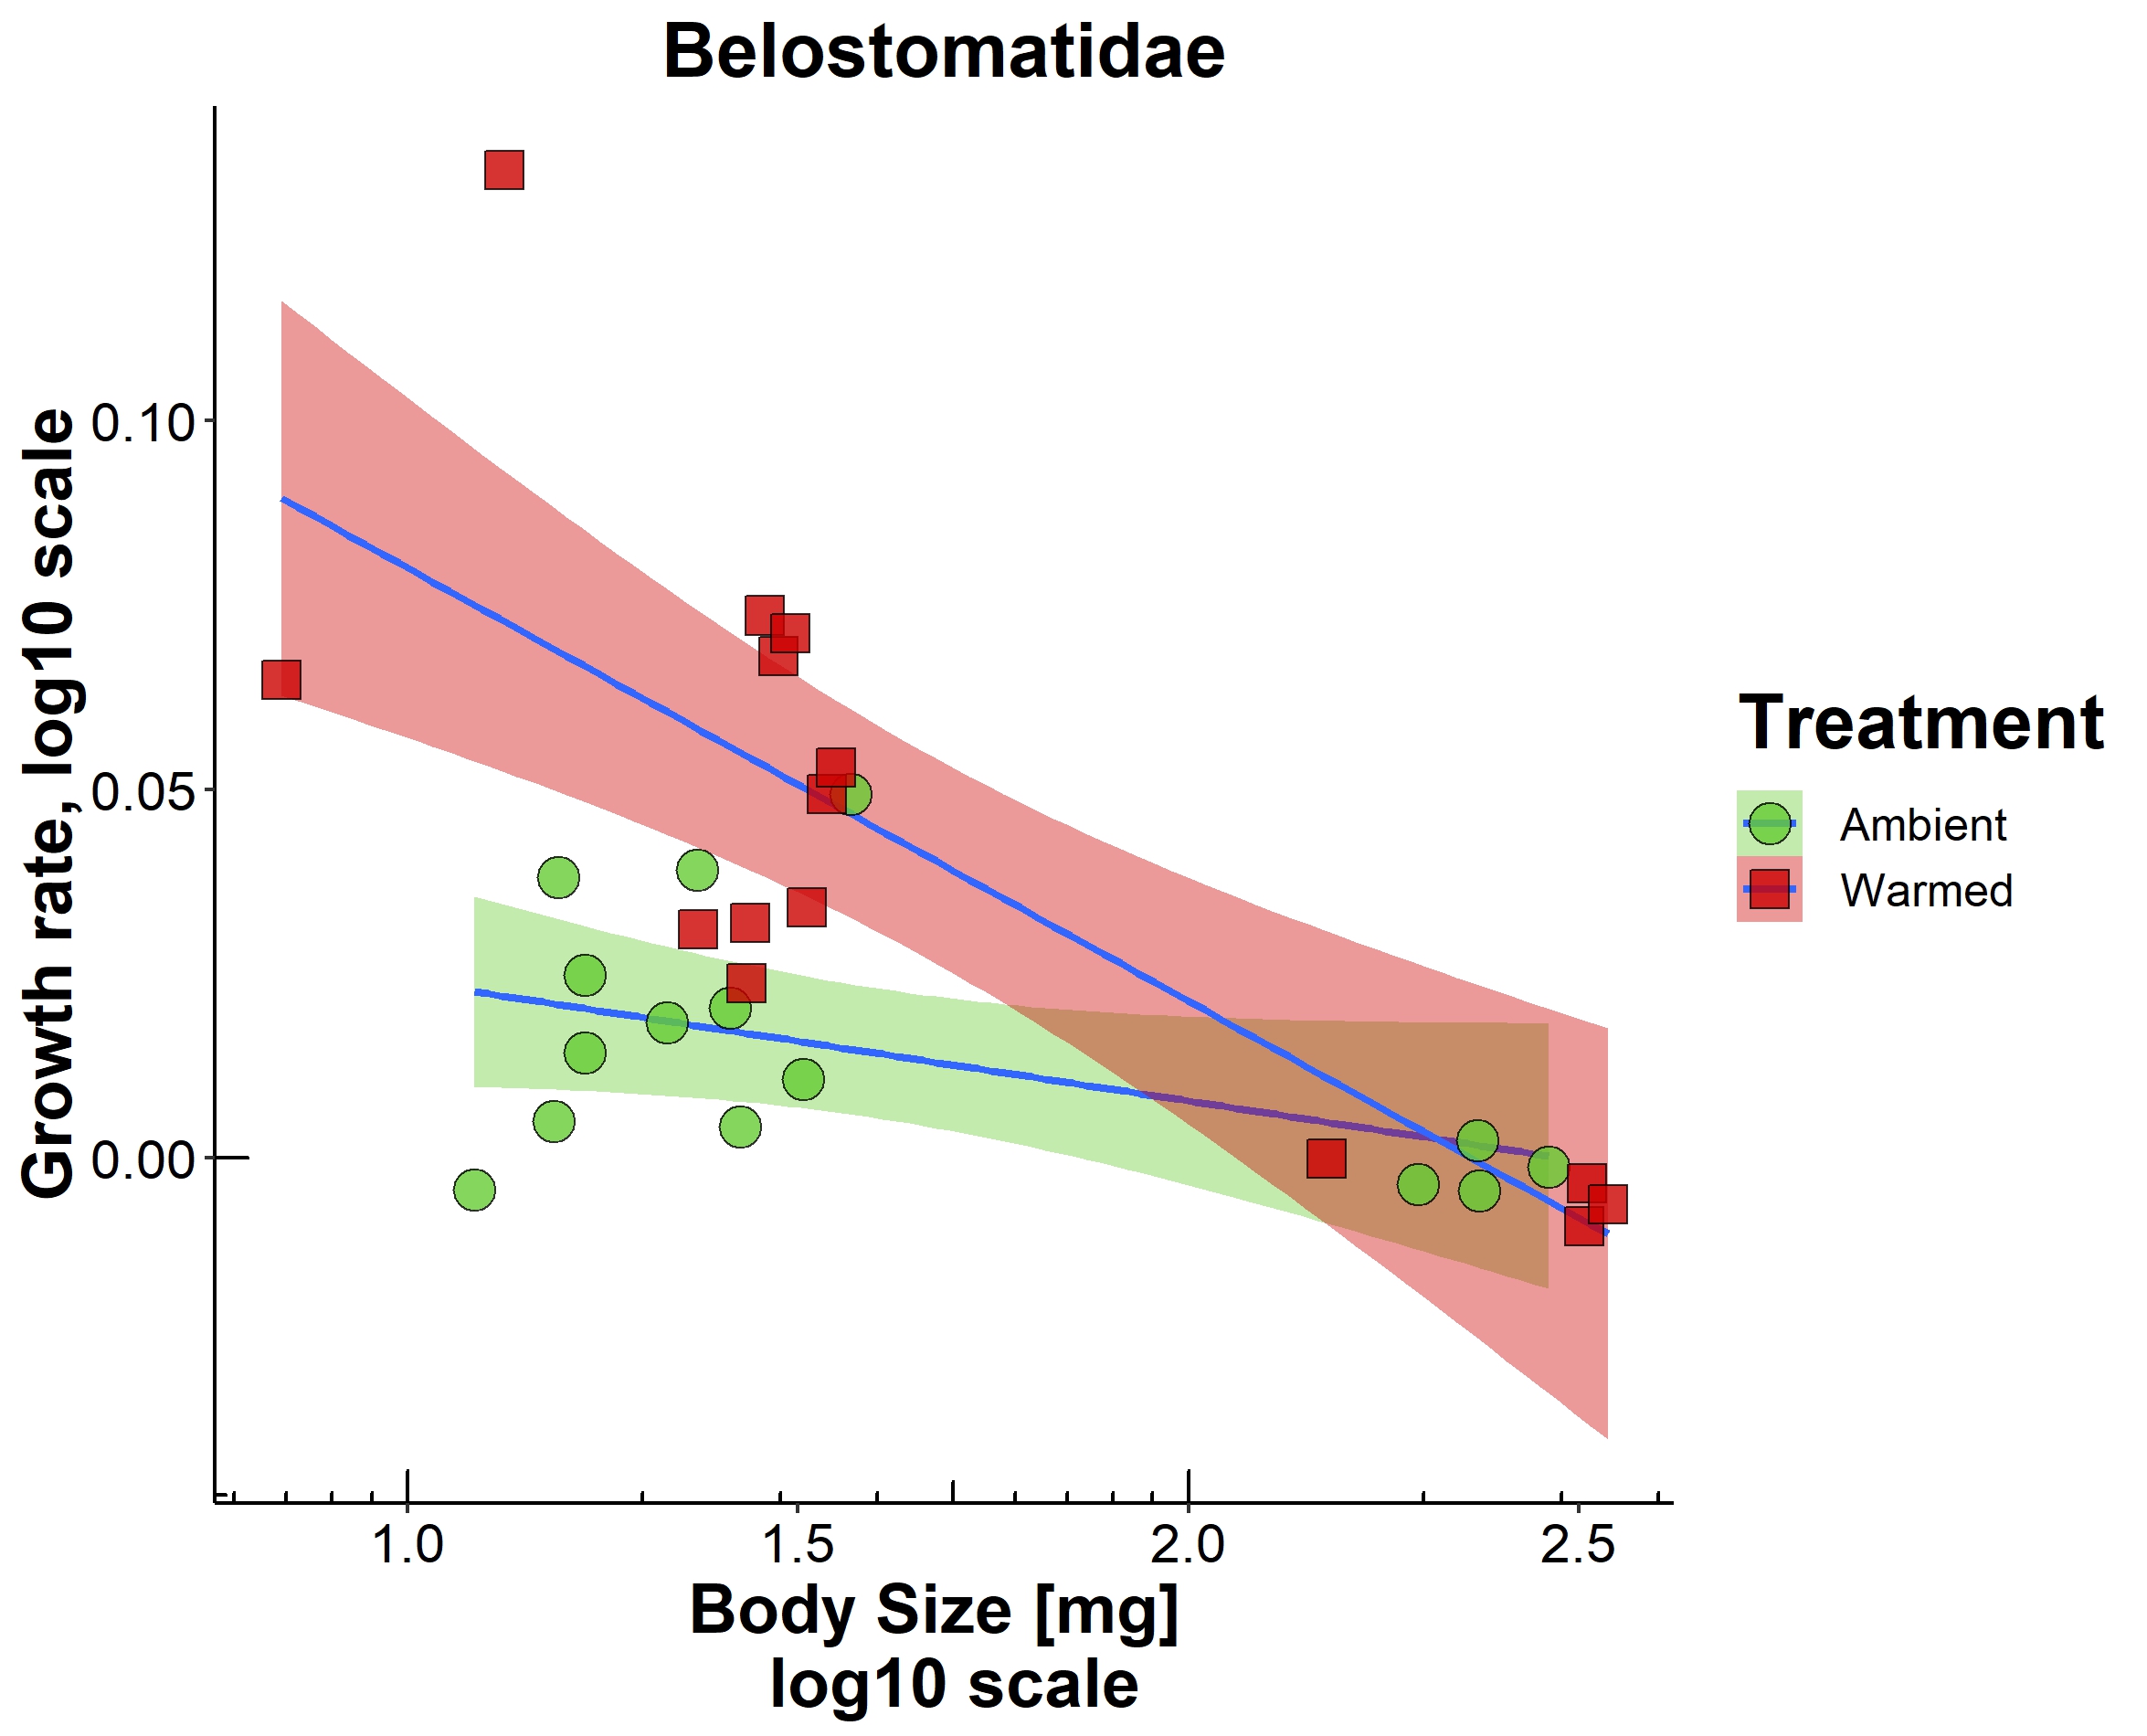 Belostomatidae
Growth rate, log10 scale
0.10
0.05
0.00
1.0 1.5 2.0 2.5
Body Size [mg]
log10 scale
Treatment
Ambient
Warmed